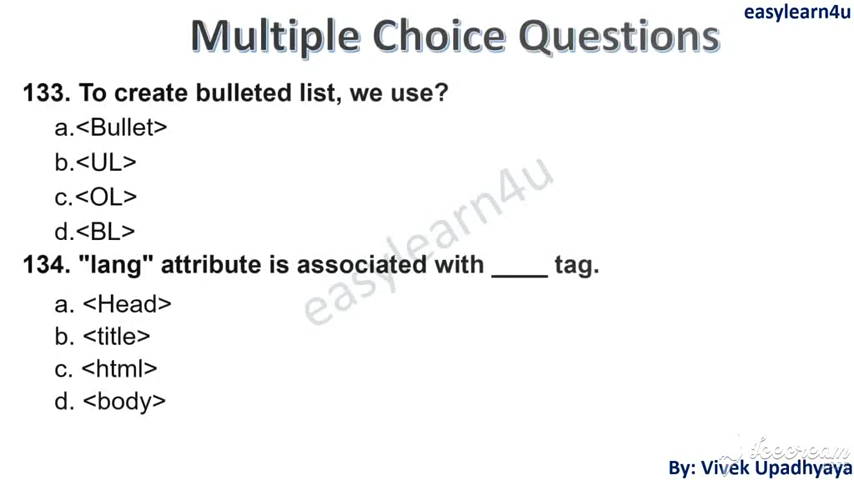 easylearn4u
Multiple Choice Questions
133. To create bulleted list, we use?
a.<Bullet>
b.<UL>
c.<OL>
d.<BL>
134. "lang" attribute is associated with ____ tag.
a. <Head>
b. <title>
c. <html>
d. <body>
easylearn4u
Icecream
By: Vivek Upadhyaya